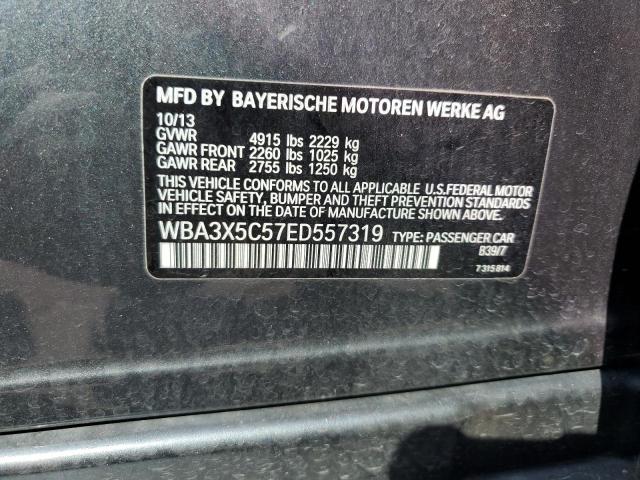 MFD BY BAYERISCHE MOTOREN WERKE AG
10/13
GVWR 4915 lbs 2229 kg
GAWR FRONT 2260 lbs 1025 kg
GAWR REAR 2755 lbs 1250 kg
THIS VEHICLE CONFORMS TO ALL APPLICABLE U.S.FEDERAL MOTOR
VEHICLE SAFETY, BUMPER AND THEFT PREVENTION STANDARDS
IN EFFECT ON THE DATE OF MANUFACTURE SHOWN ABOVE.
WBA3X5C57ED557319 TYPE: PASSENGER CAR
B39/7
7315814